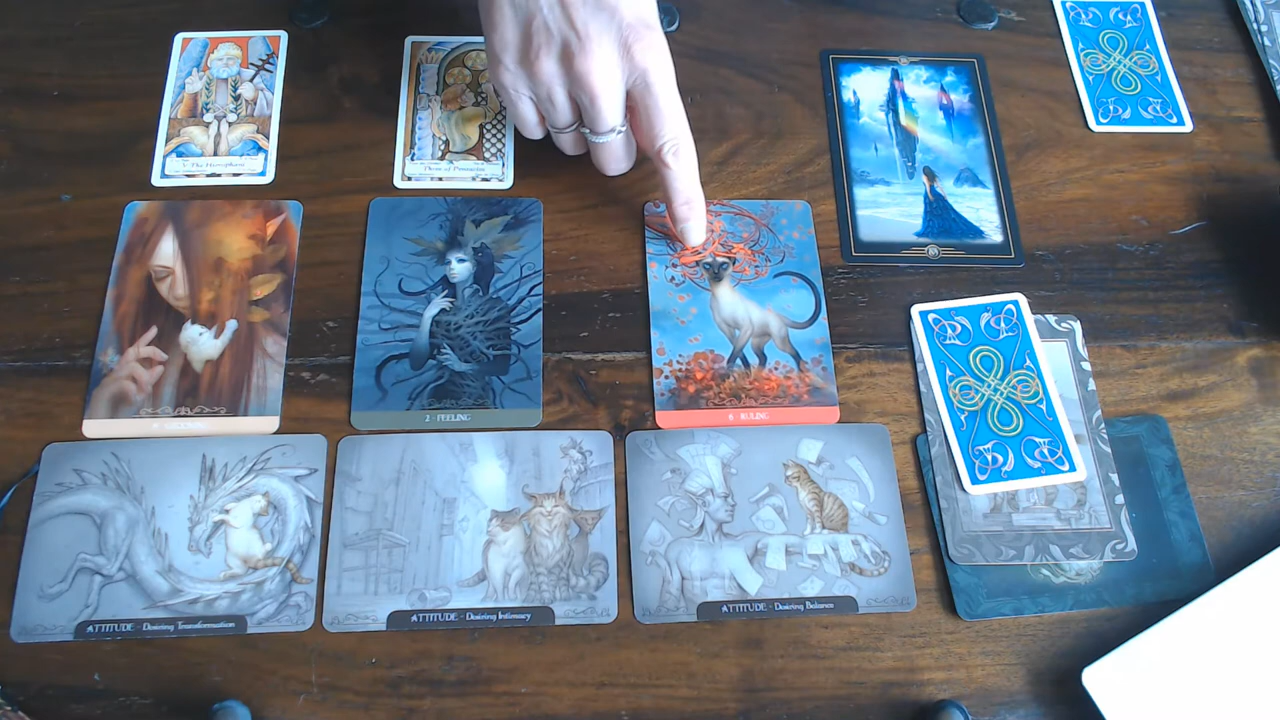 V The Hierophant
Three of Pentacles
2 - FEELING
6 - RULING
ATTITUDE - Desiring Transformation
ATTITUDE - Desiring Intimacy
ATTITUDE - Desiring Balance